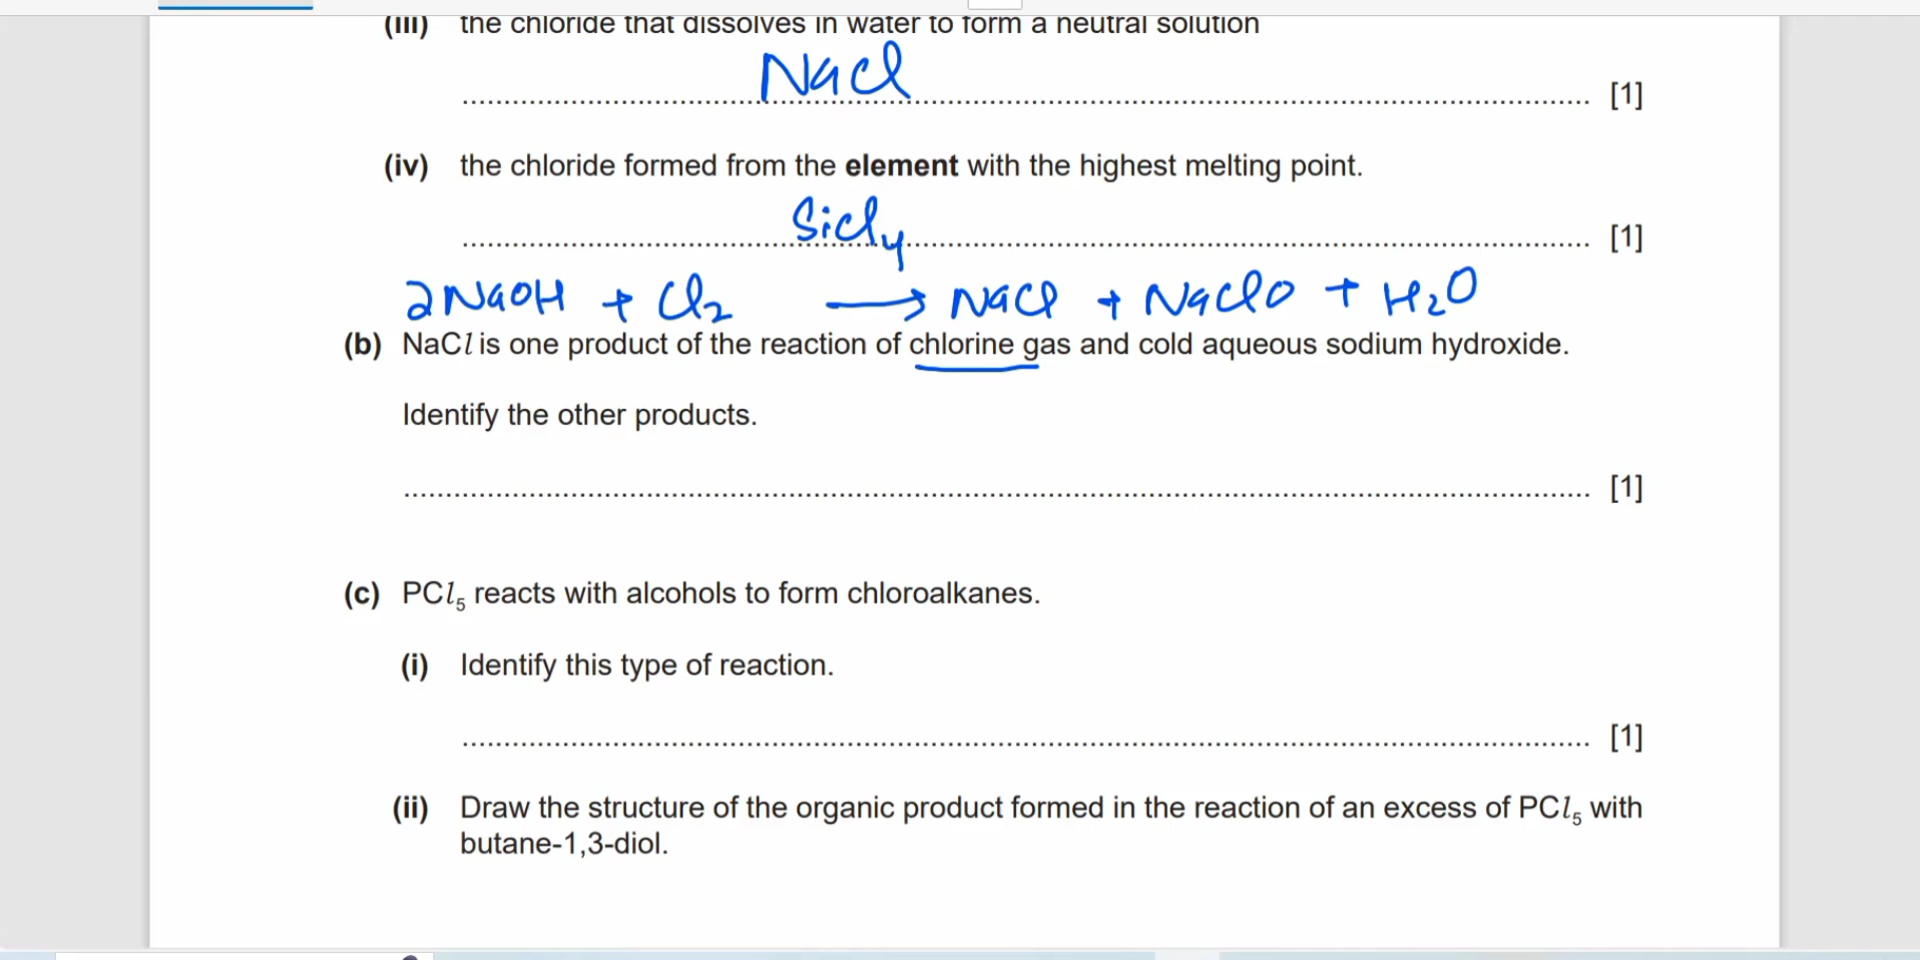 (iii) the chloride that dissolves in water to form a neutral solution
NaCl
[1]
(iv) the chloride formed from the element with the highest melting point.
SiCl4
[1]
2NaOH + Cl2 → NaCl + NaClO + H2O
(b) NaCl is one product of the reaction of chlorine gas and cold aqueous sodium hydroxide.
Identify the other products.
[1]
(c) PCl5 reacts with alcohols to form chloroalkanes.
(i) Identify this type of reaction.
[1]
(ii) Draw the structure of the organic product formed in the reaction of an excess of PCl5 with
butane-1,3-diol.